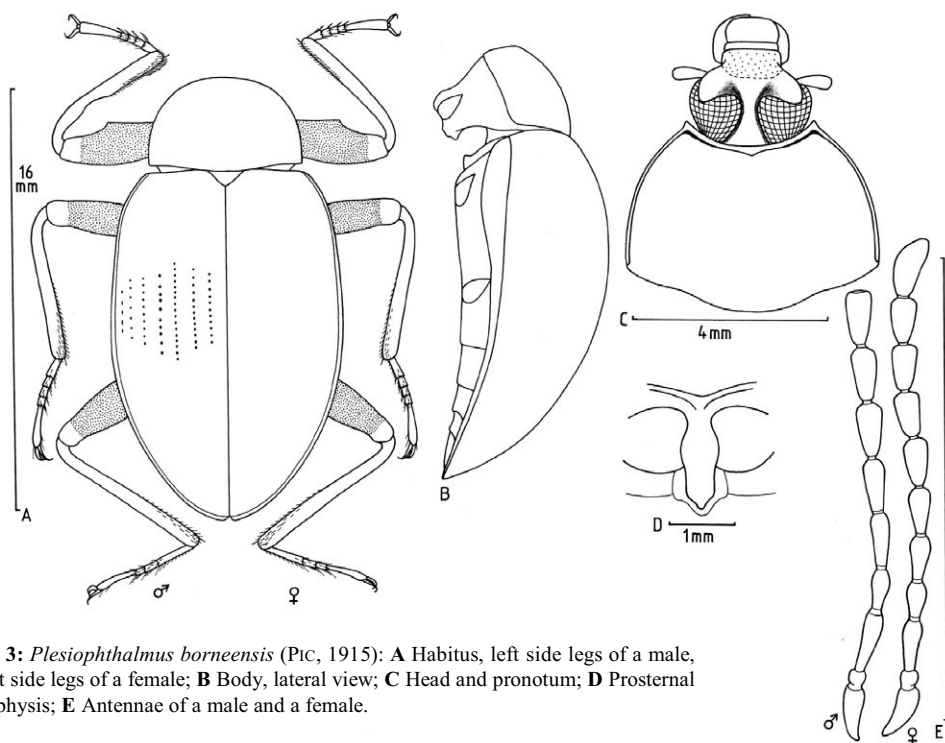 16
mm
A
♂
♀
B
C
4mm
D
1mm
♂
♀
E
3: Plesiophthalmus borneensis (PIC, 1915): A Habitus, left side legs of a male,
t side legs of a female; B Body, lateral view; C Head and pronotum; D Prosternal
physis; E Antennae of a male and a female.